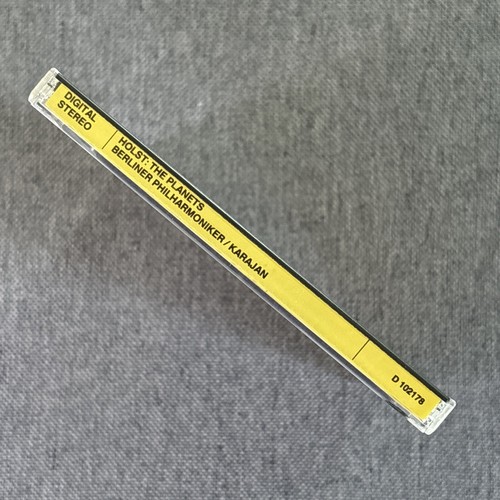 DIGITAL
STEREO
HOLST: THE PLANETS
BERLINER PHILHARMONIKER / KARAJAN
D 102178